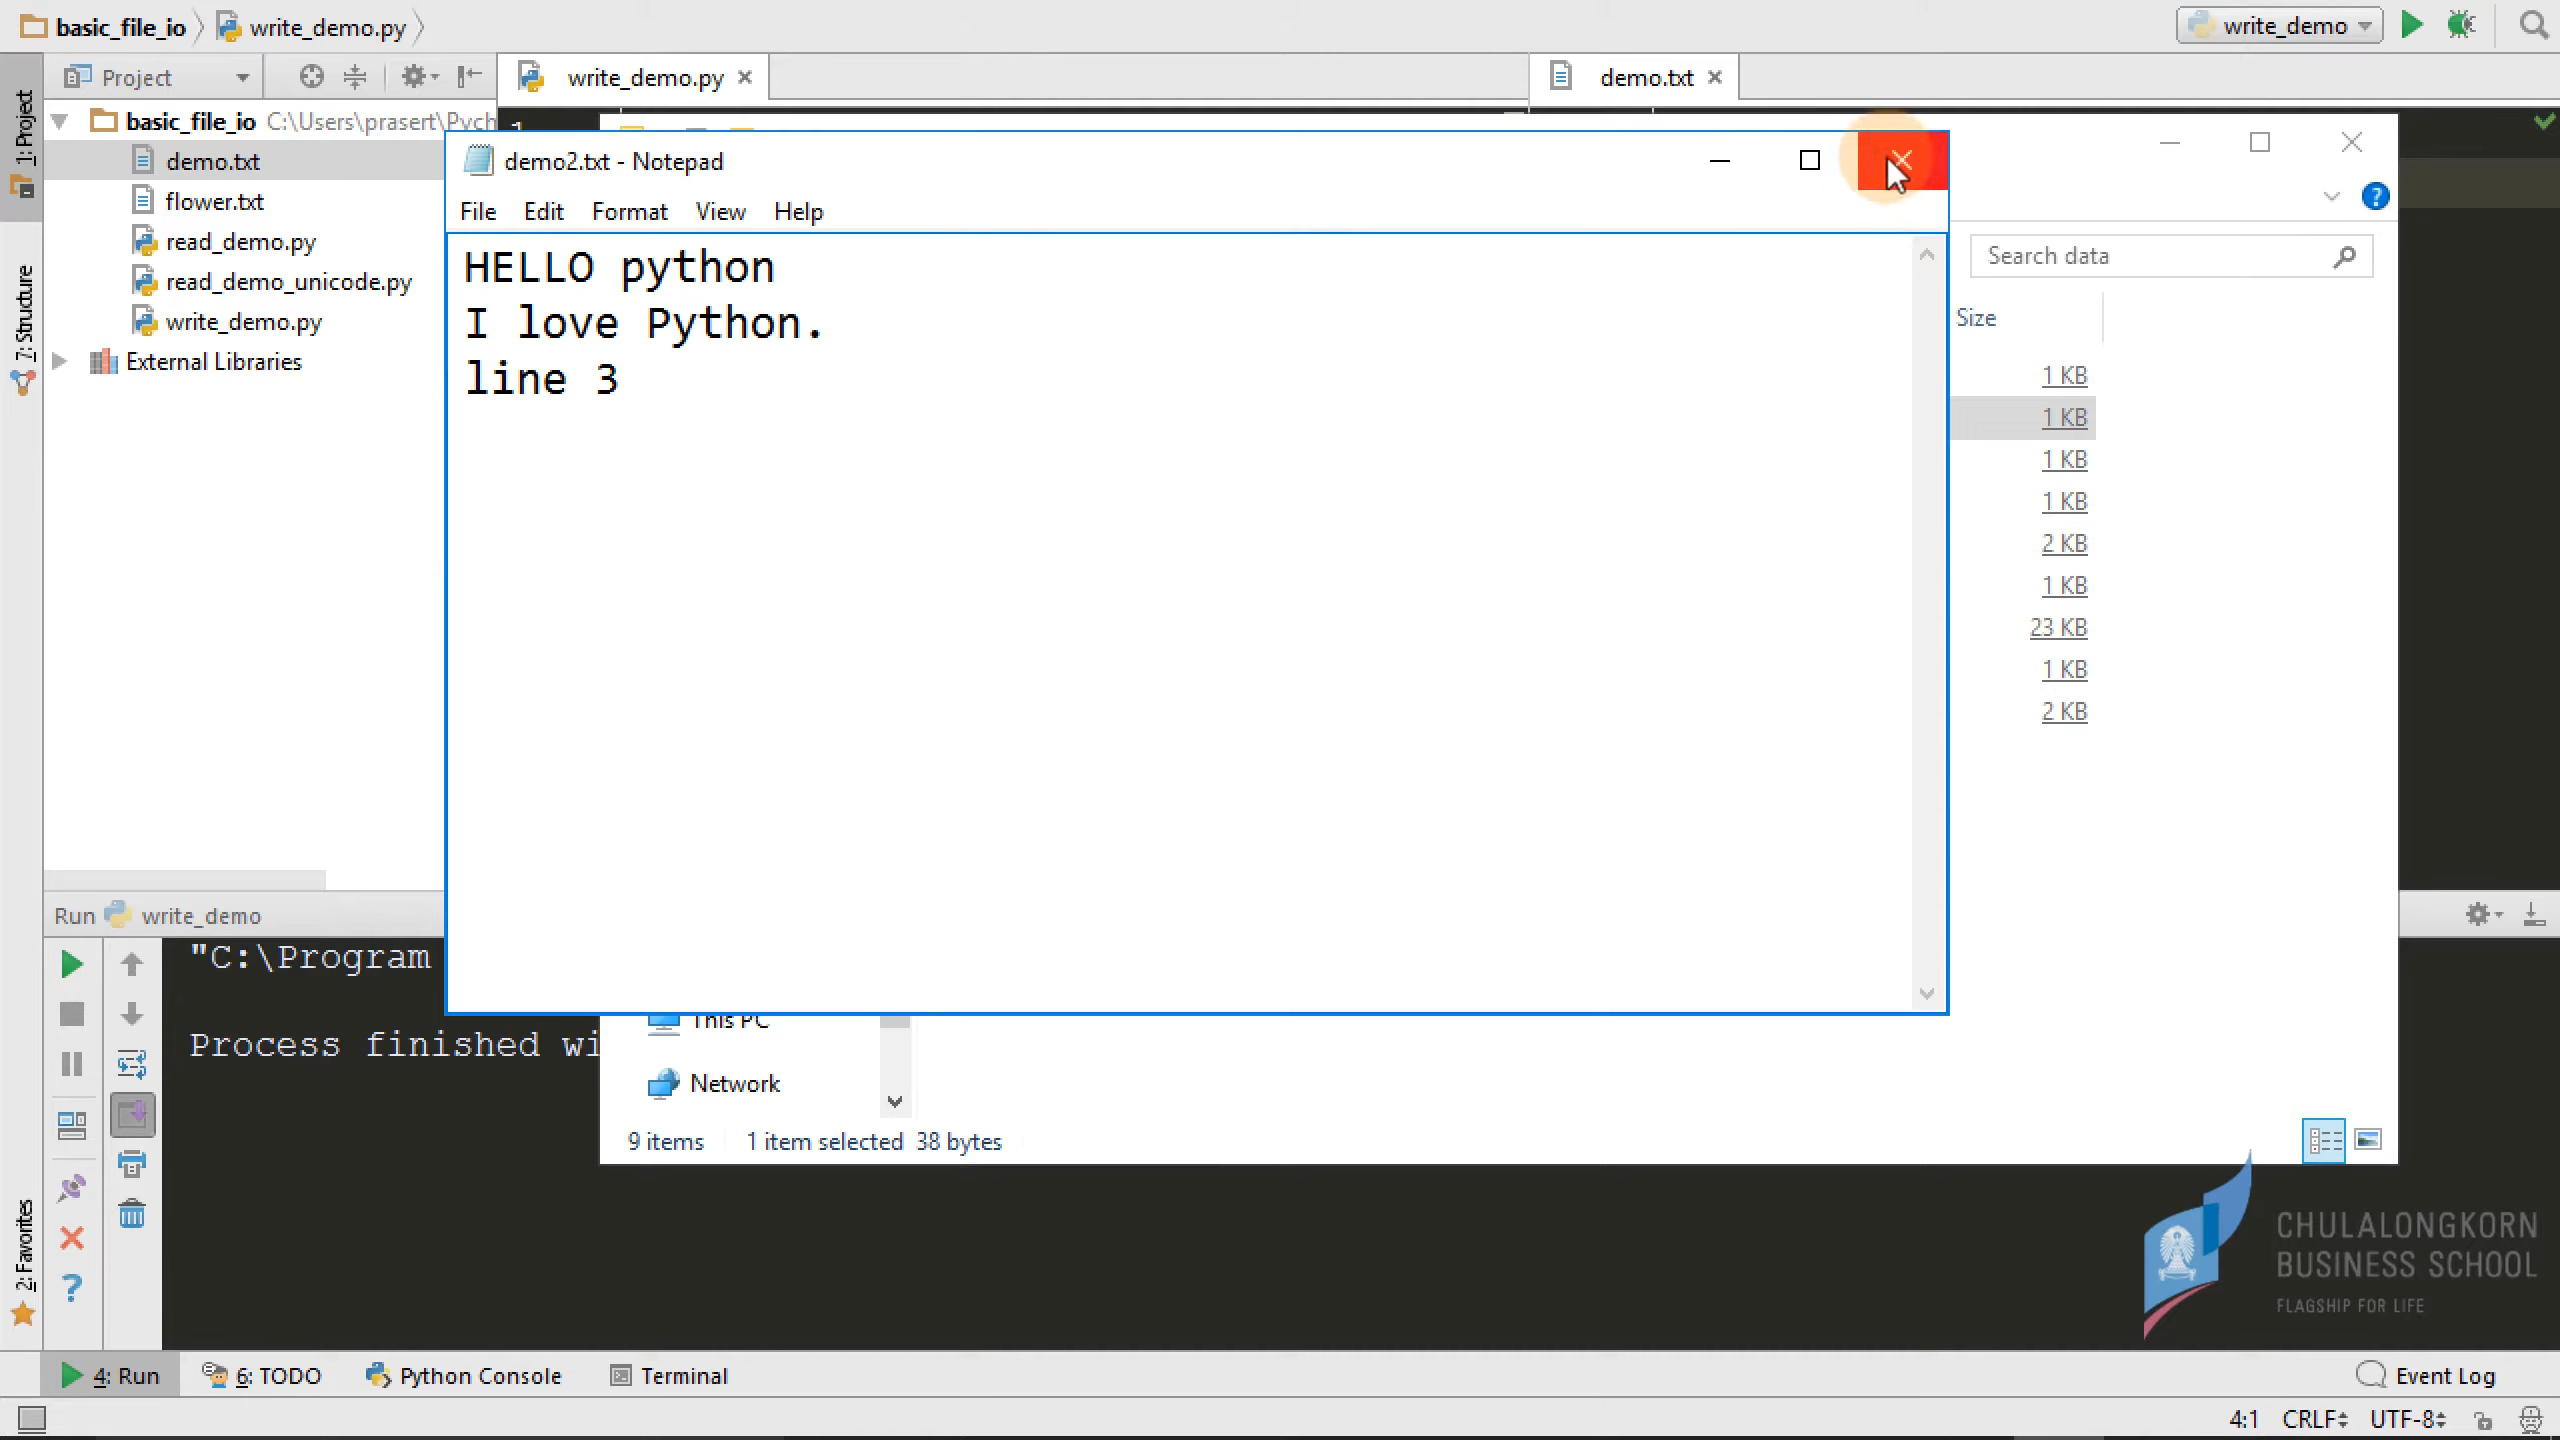 basic_file_io write_demo.py write_demo
Project write_demo.py demo.txt
1: Project
basic_file_io C:\Users\prasert\Pych 1
demo.txt
flower.txt
read_demo.py
read_demo_unicode.py
write_demo.py
External Libraries
7: Structure
demo2.txt - Notepad
File Edit Format View Help
HELLO python
I love Python.
line 3
Search data
Size
1 KB
1 KB
1 KB
1 KB
2 KB
1 KB
23 KB
1 KB
2 KB
This PC
Network
9 items 1 item selected 38 bytes
Run write_demo
"C:\Program
Process finished wi
2: Favorites
CHULALONGKORN
BUSINESS SCHOOL
FLAGSHIP FOR LIFE
4: Run 6: TODO Python Console Terminal Event Log
4:1 CRLF UTF-8